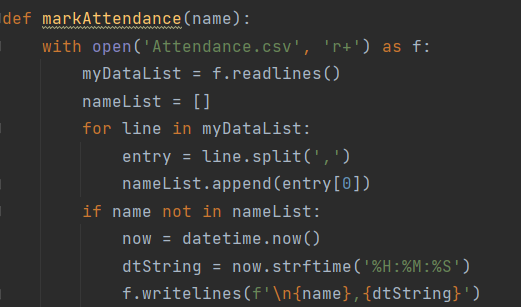 def markAttendance(name):
    with open('Attendance.csv', 'r+') as f:
        myDataList = f.readlines()
        nameList = []
        for line in myDataList:
            entry = line.split(',')
            nameList.append(entry[0])
        if name not in nameList:
            now = datetime.now()
            dtString = now.strftime('%H:%M:%S')
            f.writelines(f'\n{name},{dtString}')